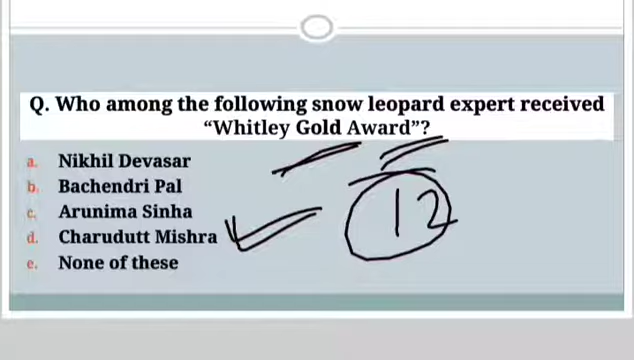 Q. Who among the following snow leopard expert received
“Whitley Gold Award”?
a. Nikhil Devasar
b. Bachendri Pal
c. Arunima Sinha
d. Charudutt Mishra
e. None of these
12